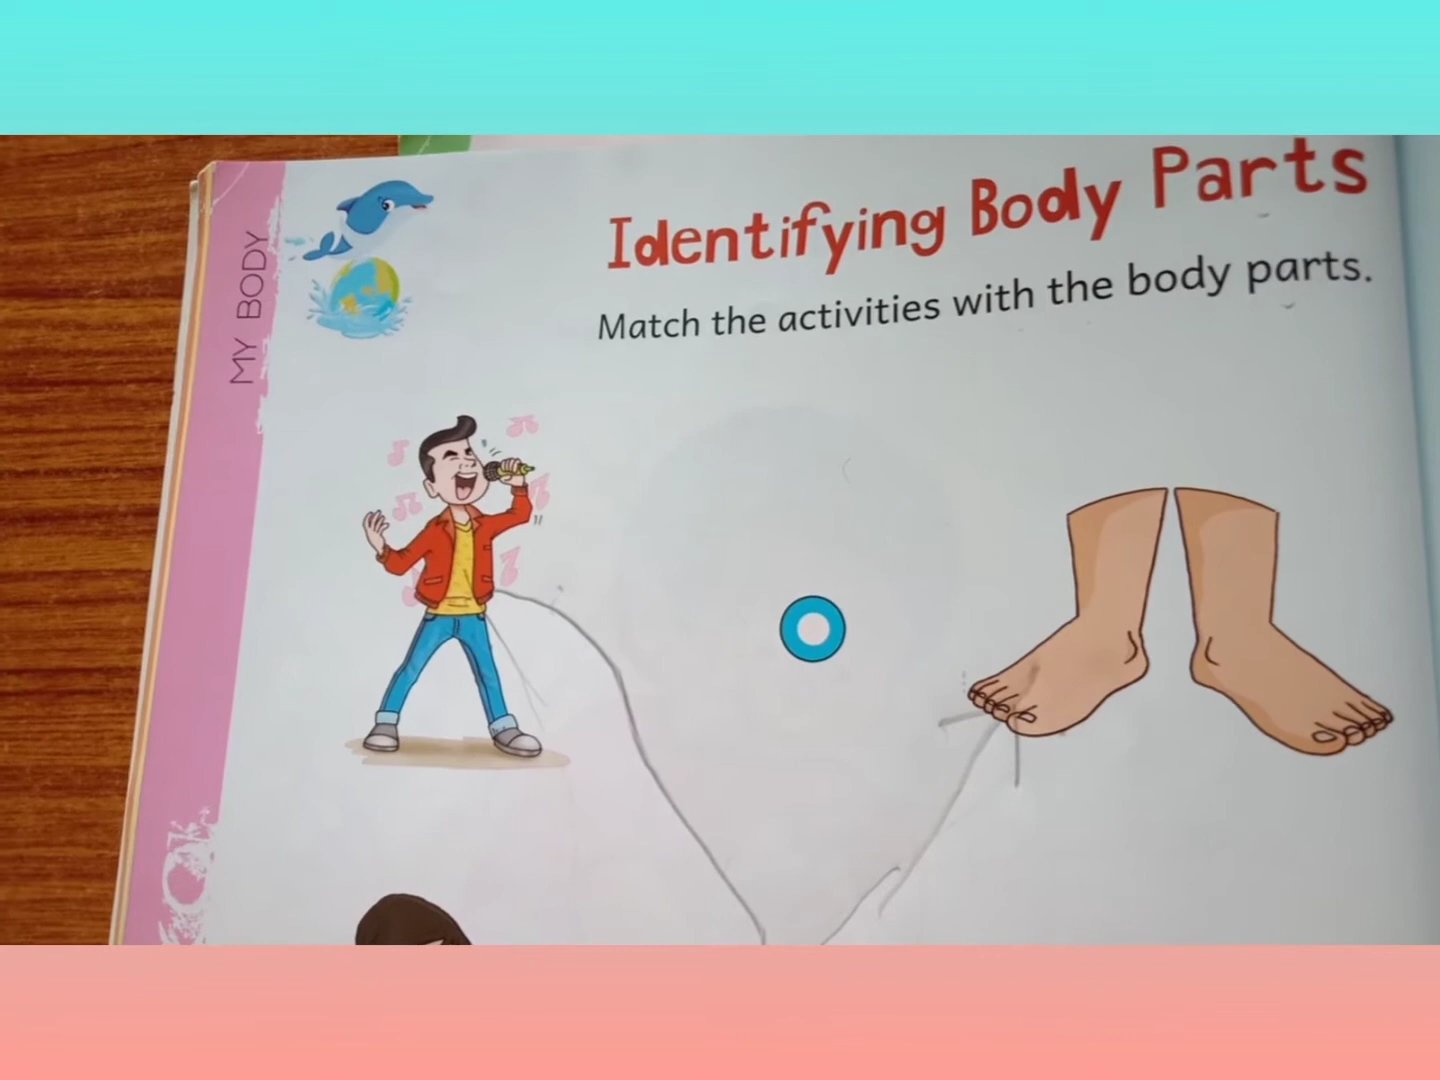 MY BODY
Identifying Body Parts
Match the activities with the body parts.